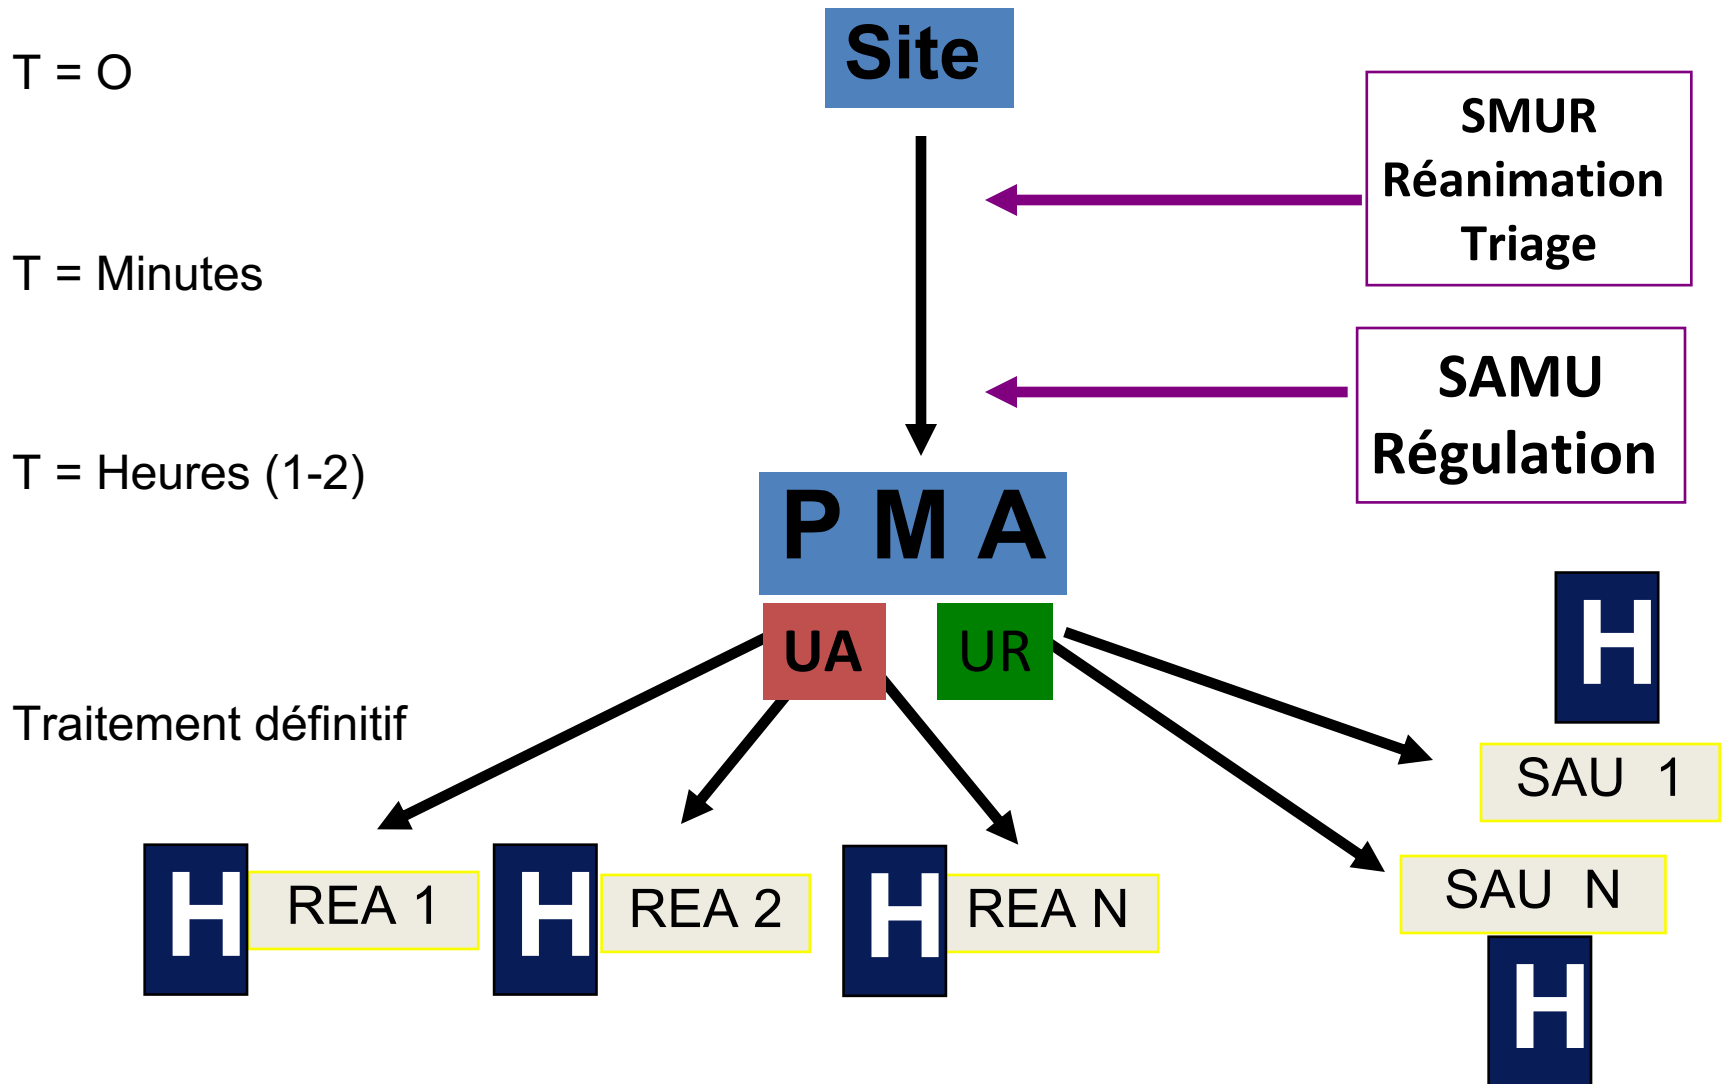 Site
T = O
SMUR
Réanimation
Triage
T = Minutes
SAMU
Régulation
T = Heures (1-2)
P M A
UA
UR
H
Traitement définitif
SAU 1
H REA 1
H REA 2
H REA N
SAU N
H